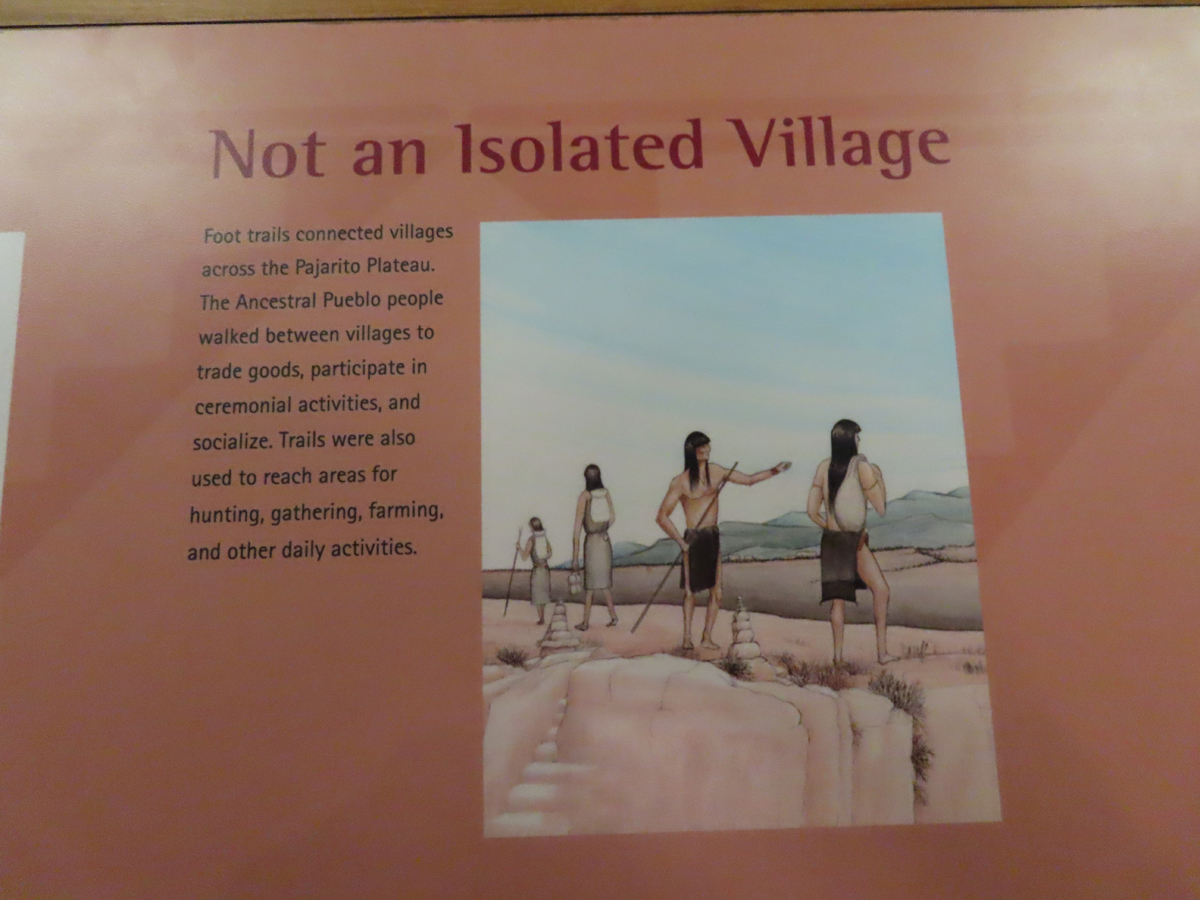 Not an Isolated Village
Foot trails connected villages
across the Pajarito Plateau.
The Ancestral Pueblo people
walked between villages to
trade goods, participate in
ceremonial activities, and
socialize. Trails were also
used to reach areas for
hunting, gathering, farming,
and other daily activities.